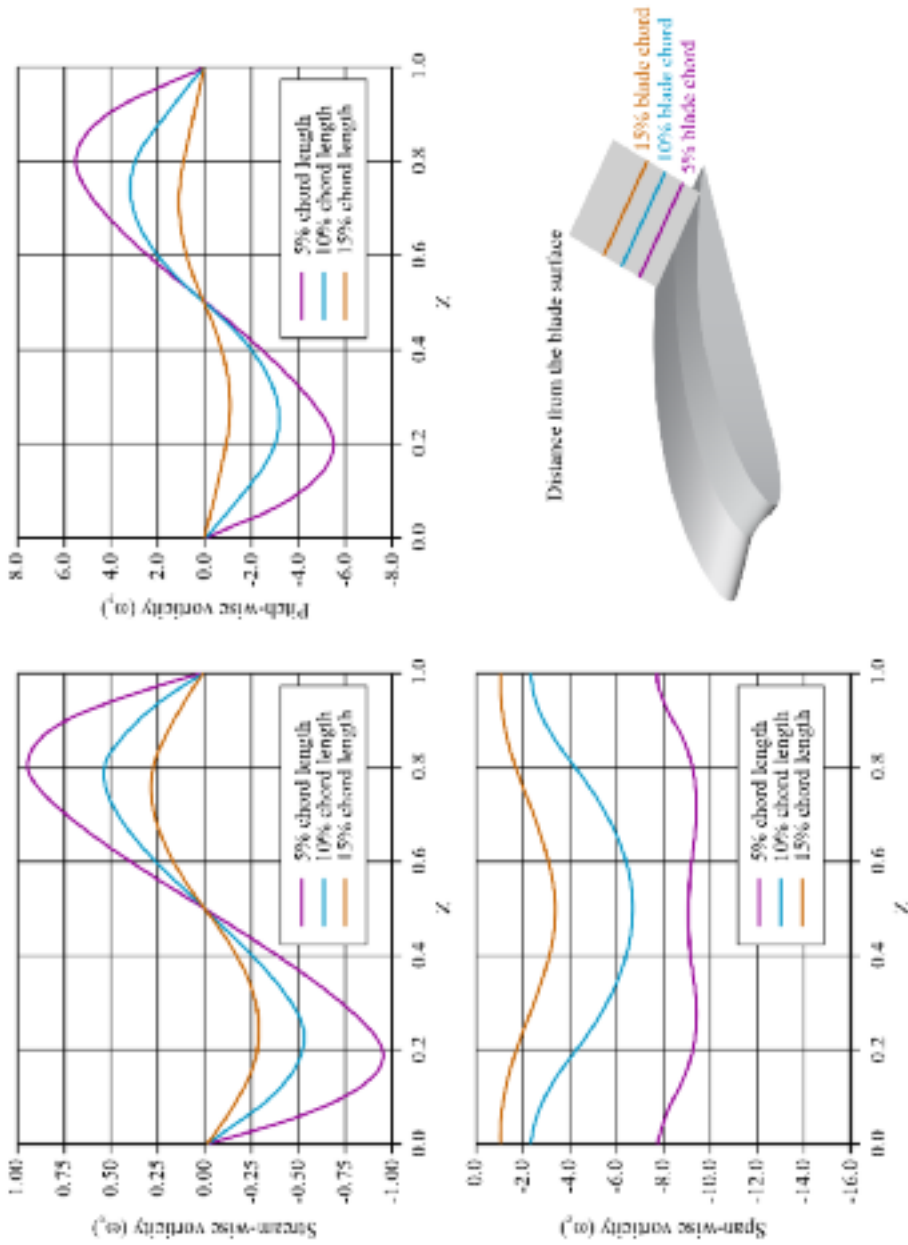 1.00
0.75
0.50
0.25
0.00
-0.25
-0.50
-0.75
-1.00
Stream-wise vorticity
0.0 0.2 0.4 0.6 0.8 1.0
Z
5% chord length
10% chord length
15% chord length
8.0
6.0
4.0
2.0
0.0
-2.0
-4.0
-6.0
-8.0
Pitch-wise vorticity
0.0 0.2 0.4 0.6 0.8 1.0
Z
5% chord length
10% chord length
15% chord length
0.0
-2.0
-4.0
-6.0
-8.0
-10.0
-12.0
-14.0
-16.0
Span-wise vorticity
0.0 0.2 0.4 0.6 0.8 1.0
Z
5% chord length
10% chord length
15% chord length
Distance from the blade surface
15% blade chord
10% blade chord
5% blade chord